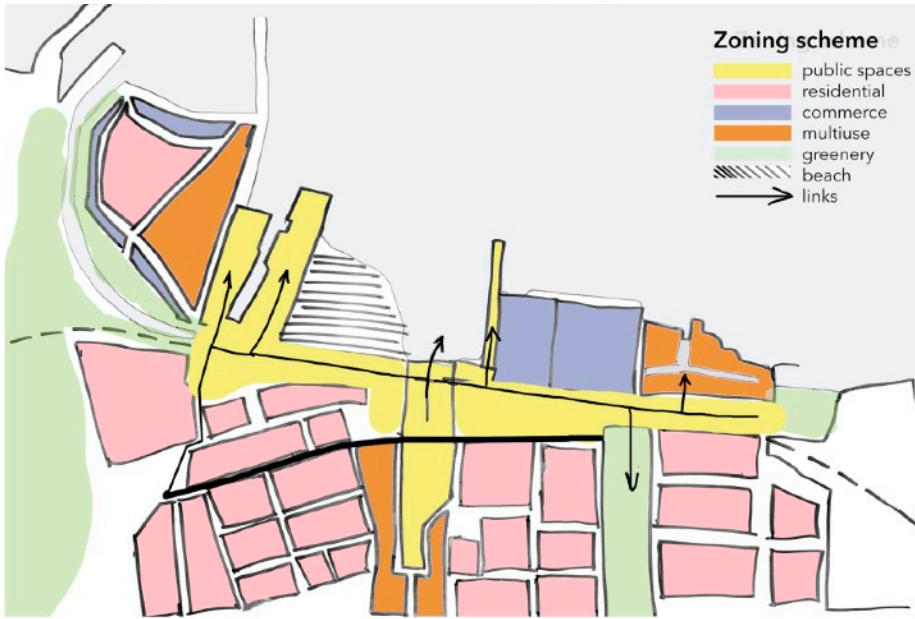 Zoning scheme
public spaces
residential
commerce
multiuse
greenery
beach
links